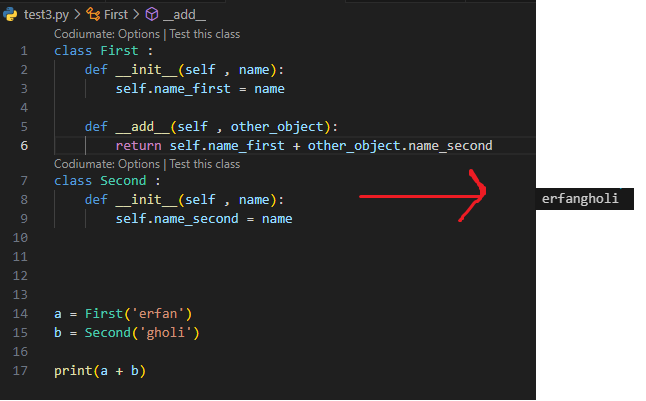 test3.py > First > __add__
Codiumate: Options | Test this class
1 class First :
2     def __init__(self , name):
3         self.name_first = name
4
5     def __add__(self , other_object):
6         return self.name_first + other_object.name_second
Codiumate: Options | Test this class
7 class Second :
8     def __init__(self , name):
9         self.name_second = name
erfangholi
10
11
12
13
14 a = First('erfan')
15 b = Second('gholi')
16
17 print(a + b)